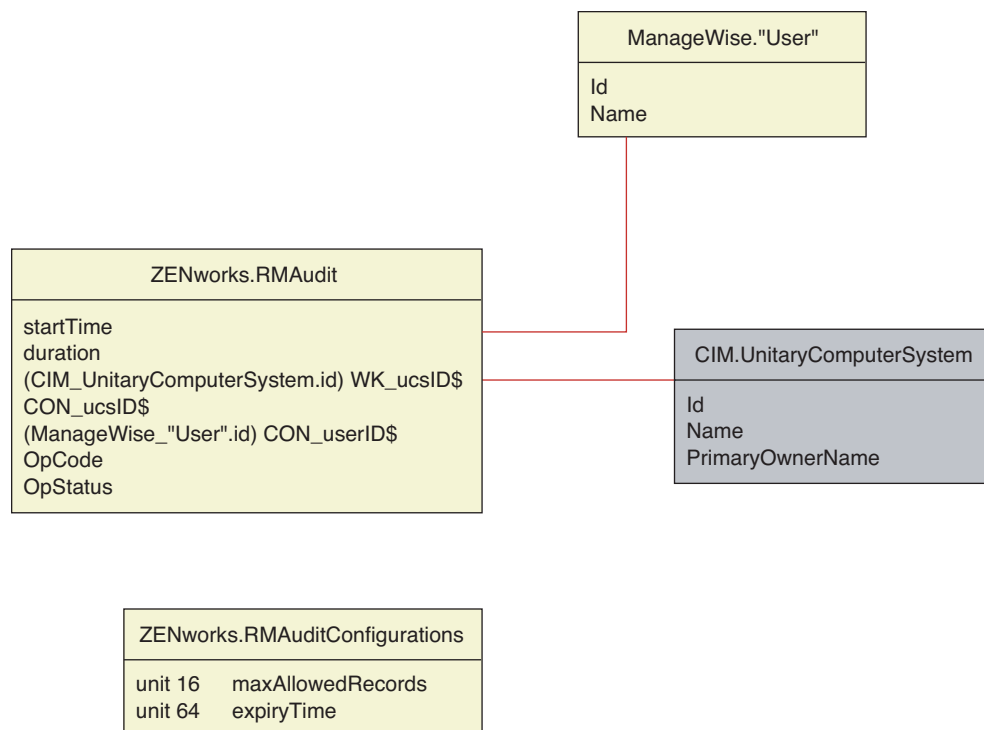 ManageWise."User"
Id
Name
ZENworks.RMAudit
startTime
duration
(CIM_UnitaryComputerSystem.id) WK_ucsID$
CON_ucsID$
(ManageWise_"User".id) CON_userID$
OpCode
OpStatus
CIM.UnitaryComputerSystem
Id
Name
PrimaryOwnerName
ZENworks.RMAuditConfigurations
unit 16 maxAllowedRecords
unit 64 expiryTime